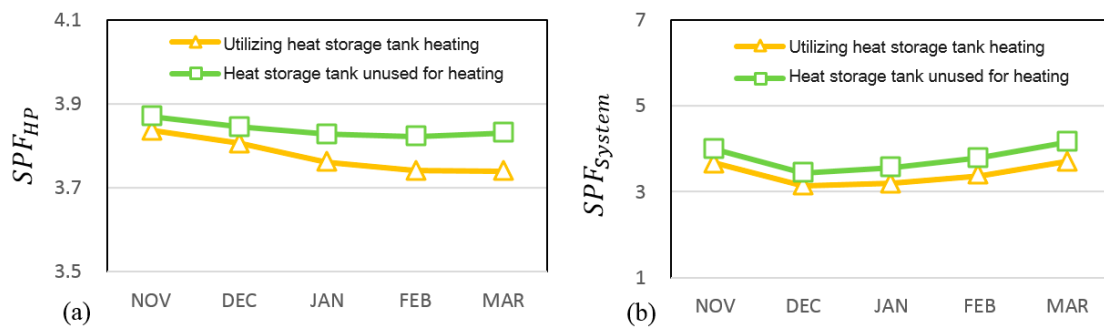 4.1
Utilizing heat storage tank heating
Heat storage tank unused for heating
3.9
SPF_HP
3.7
3.5
NOV DEC JAN FEB MAR
(a)
7
Utilizing heat storage tank heating
Heat storage tank unused for heating
5
SPF_System
3
1
NOV DEC JAN FEB MAR
(b)